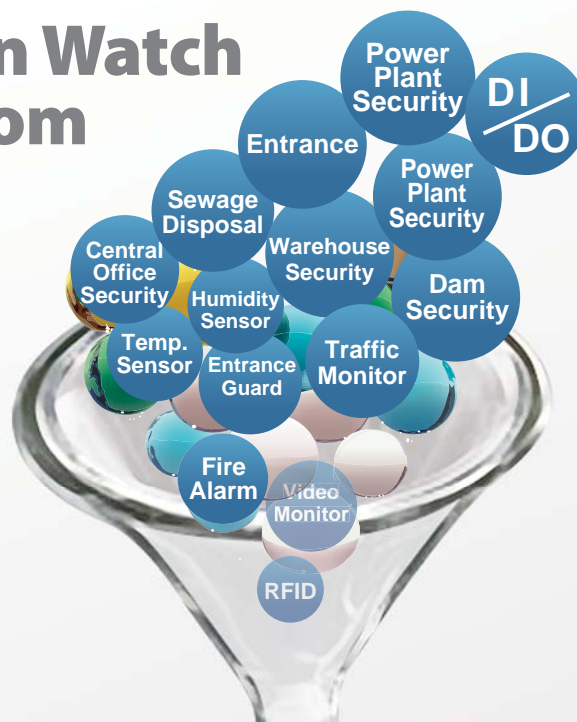 n Watch
om
Power
Plant
Security
DI
DO
Entrance
Power
Plant
Security
Sewage
Disposal
Warehouse
Security
Central
Office
Security
Dam
Security
Humidity
Sensor
Temp.
Sensor
Traffic
Monitor
Entrance
Guard
Fire
Alarm
Video
Monitor
RFID